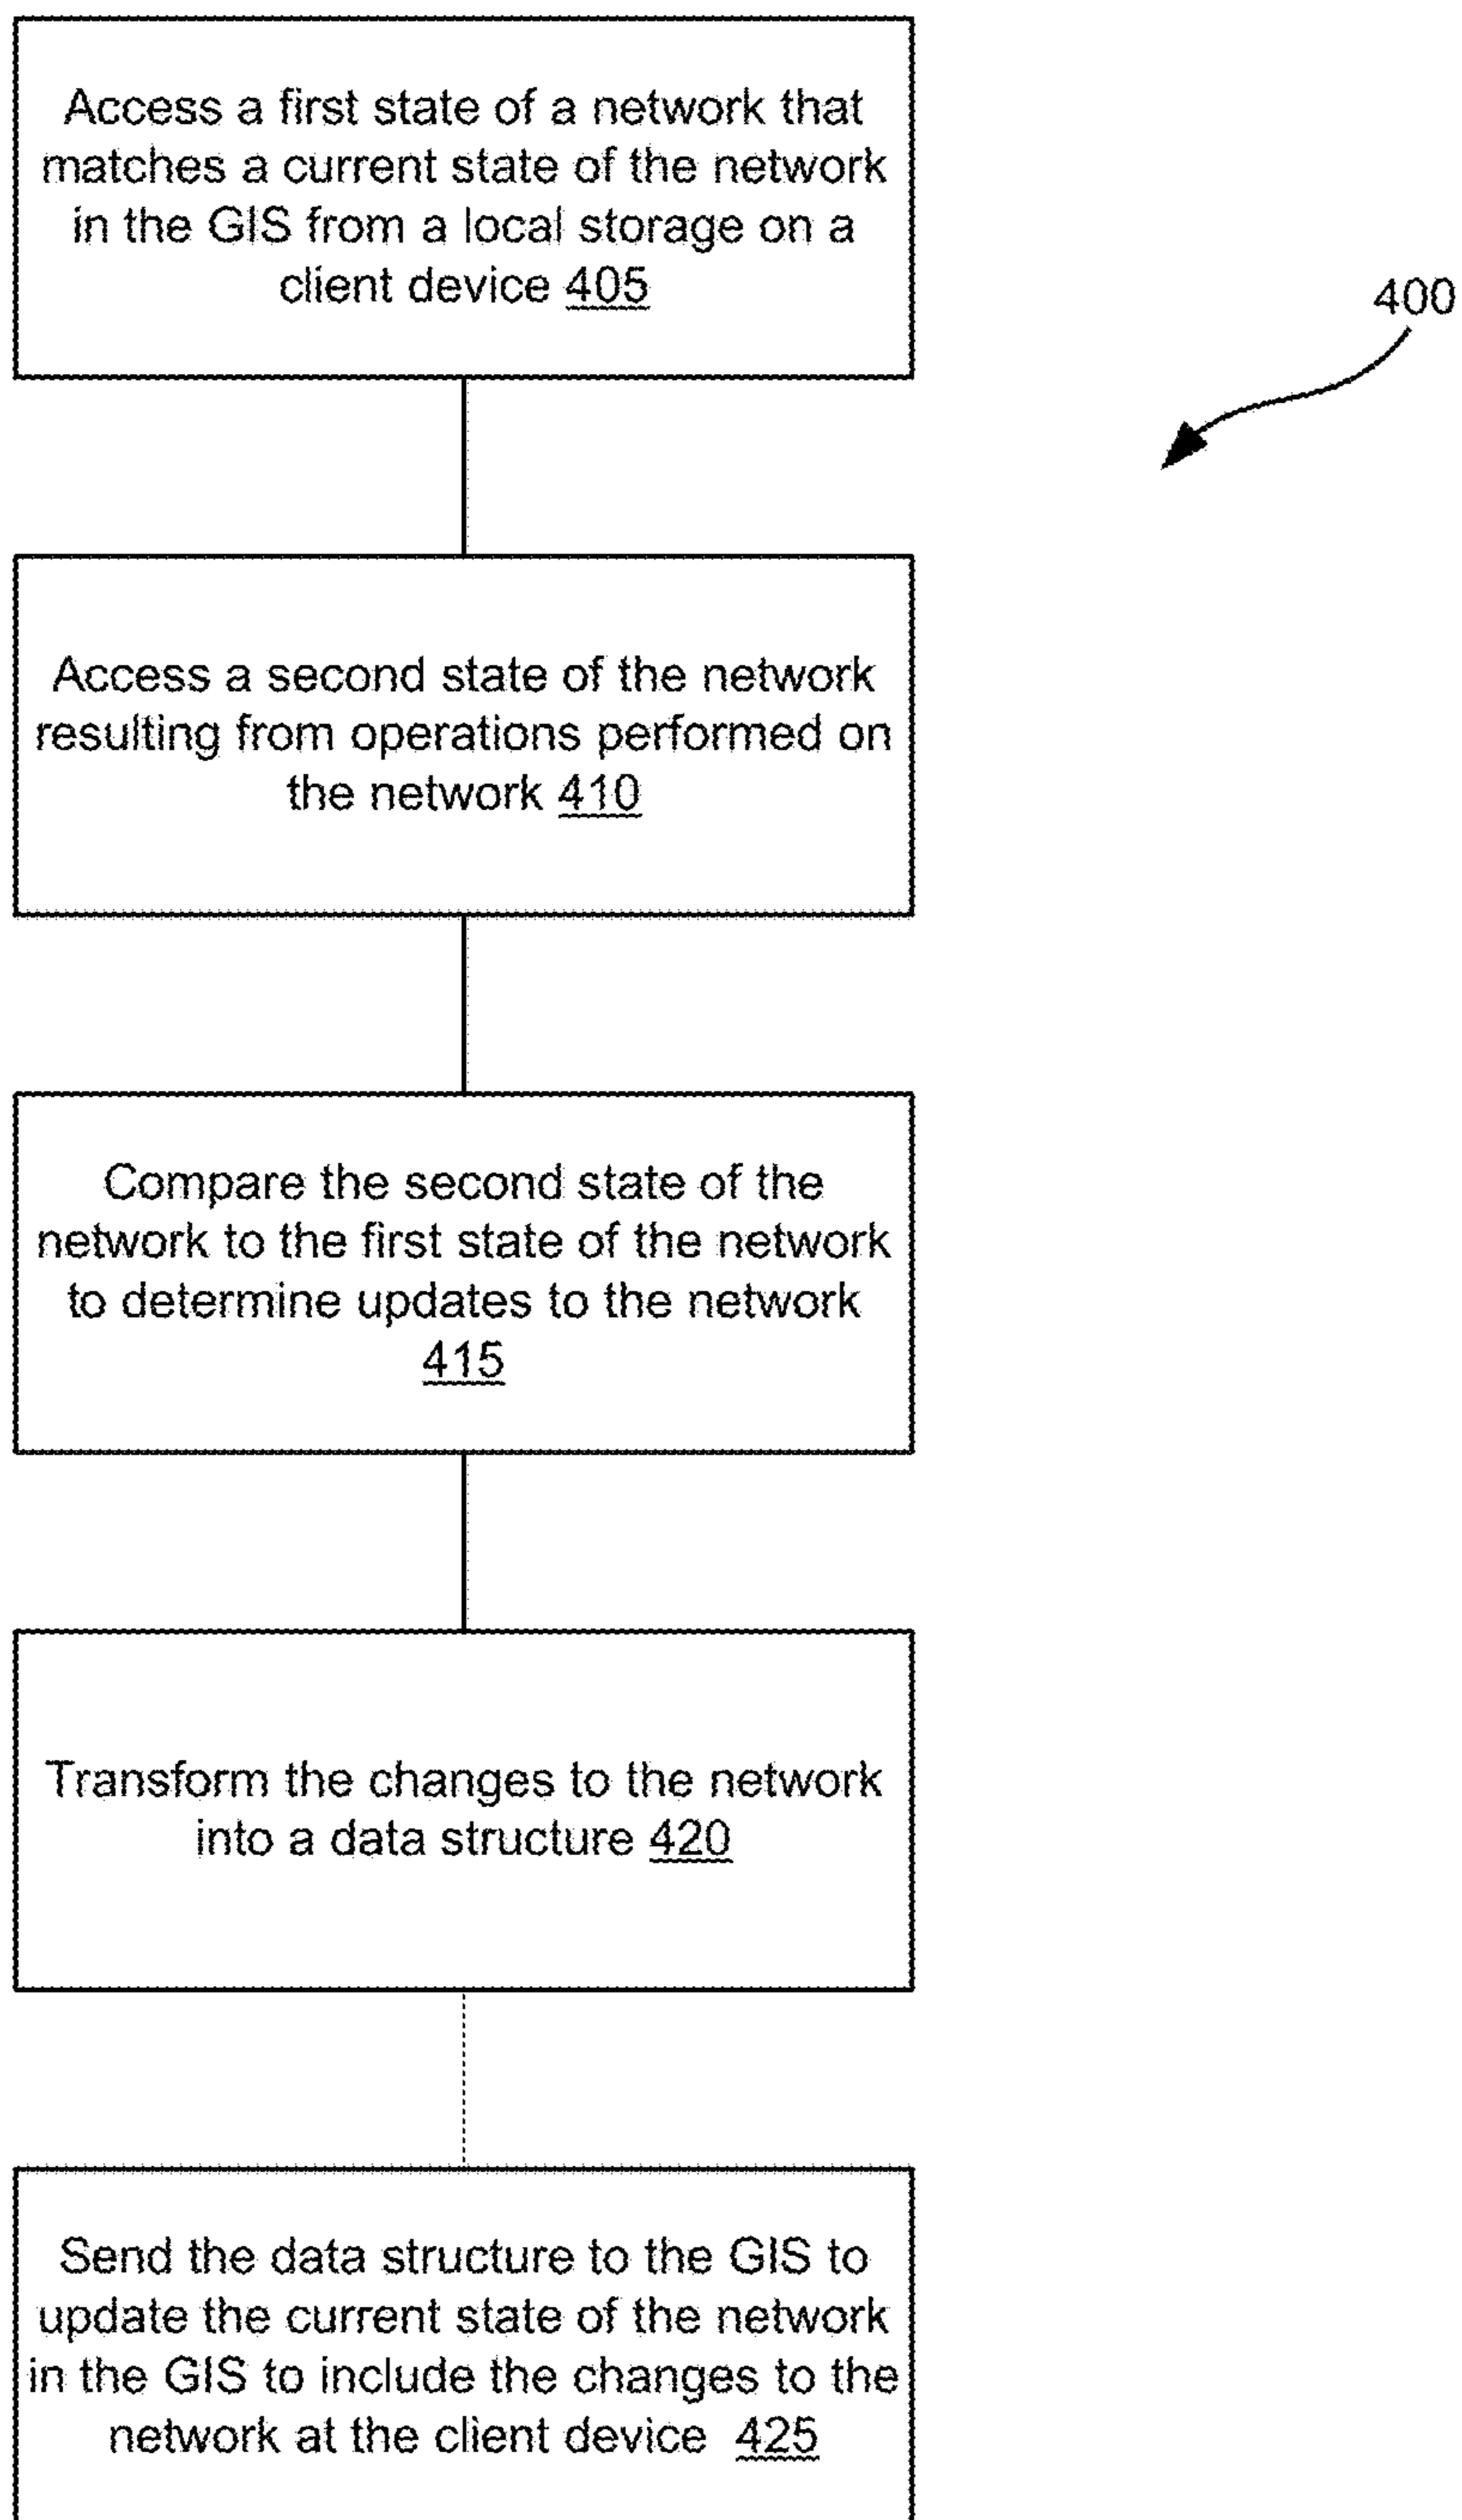 Access a first state of a network that
matches a current state of the network
in the GIS from a local storage on a
client device 405
400
Access a second state of the network
resulting from operations performed on
the network 410
Compare the second state of the
network to the first state of the network
to determine updates to the network
415
Transform the changes to the network
into a data structure 420
Send the data structure to the GIS to
update the current state of the network
in the GIS to include the changes to the
network at the client device 425